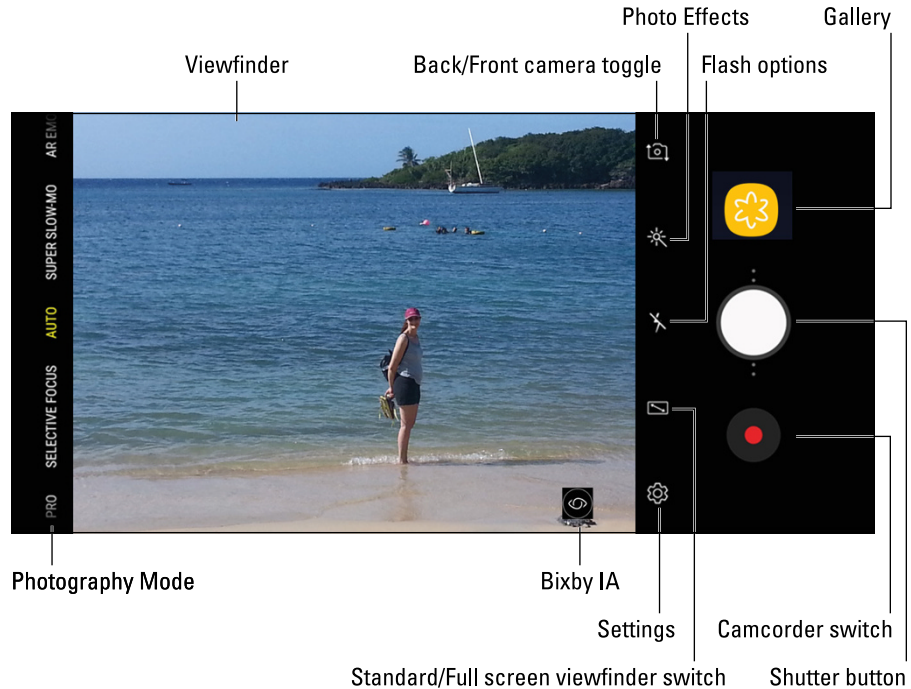 Photo Effects
Gallery
Viewfinder
Back/Front camera toggle
Flash options
AR EMO
SUPER SLOW-MO
AUTO
SELECTIVE FOCUS
PRO
Photography Mode
Bixby IA
Settings
Camcorder switch
Standard/Full screen viewfinder switch
Shutter button